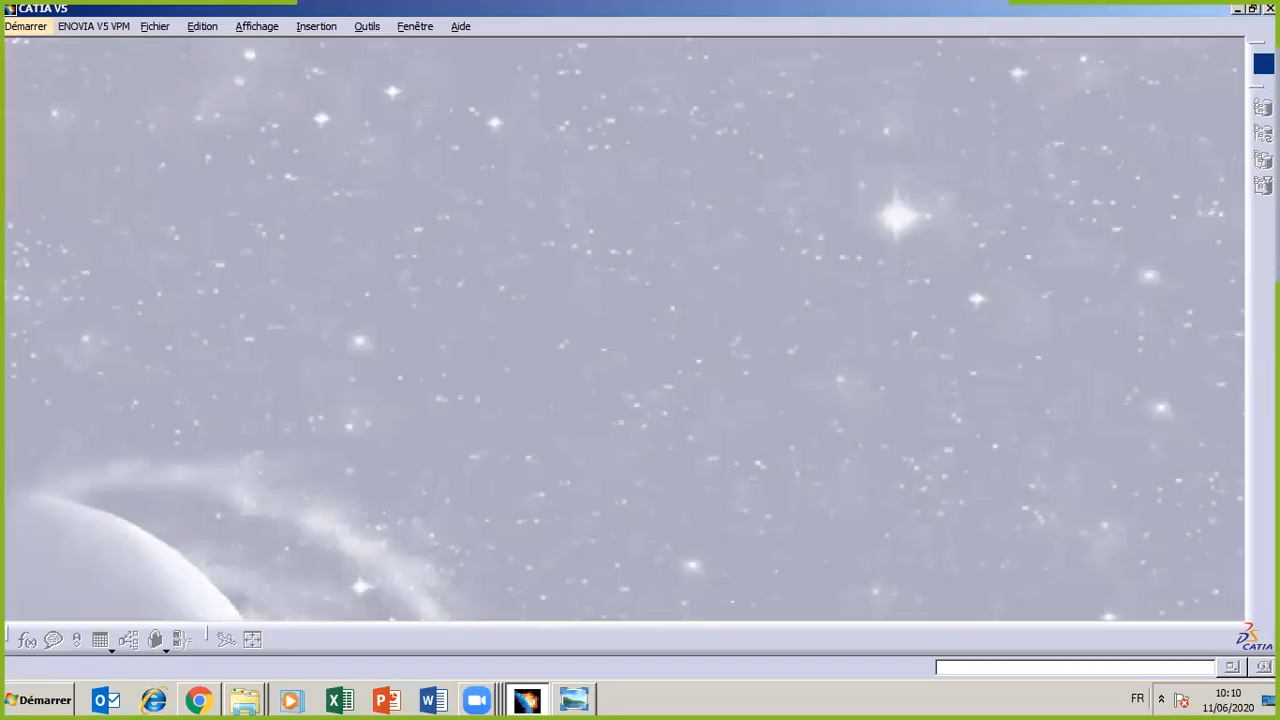 CATIA V5
Démarrer ENOVIA V5 VPM Fichier Edition Affichage Insertion Outils Fenêtre Aide
f(x)
CATIA
Démarrer FR 10:10
11/06/2020